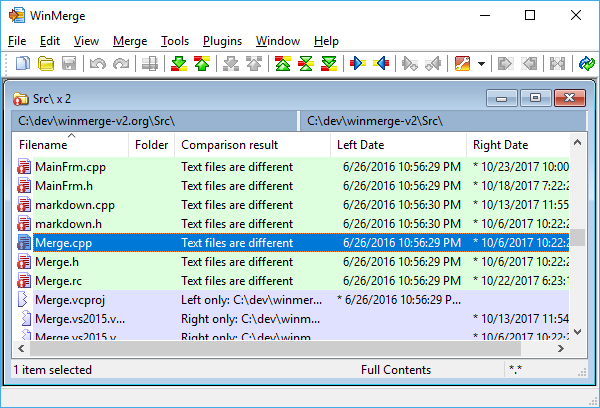 WinMerge
File Edit View Merge Tools Plugins Window Help
Src\ x 2
C:\dev\winmerge-v2.org\Src\ C:\dev\winmerge-v2\Src\
Filename Folder Comparison result Left Date Right Date
MainFrm.cpp Text files are different 6/26/2016 10:56:29 PM * 10/23/2017 10:00
MainFrm.h Text files are different 6/26/2016 10:56:29 PM * 10/18/2017 7:22:2
markdown.cpp Text files are different 6/26/2016 10:56:30 PM * 10/13/2017 11:55
markdown.h Text files are different 6/26/2016 10:56:30 PM * 10/6/2017 10:22:2
Merge.cpp Text files are different 6/26/2016 10:56:29 PM * 10/6/2017 10:22:2
Merge.h Text files are different 6/26/2016 10:56:29 PM * 10/6/2017 10:22:2
Merge.rc Text files are different 6/26/2016 10:56:29 PM * 10/22/2017 6:23:1
Merge.vcproj Left only: C:\dev\winmer... * 6/26/2016 10:56:29 P...
Merge.vs2015.v... Right only: C:\dev\winm... * 10/13/2017 11:54
Merge.vs2015.v... Right only: C:\dev\winm... * 10/6/2017 10:22:2
1 item selected Full Contents *.*